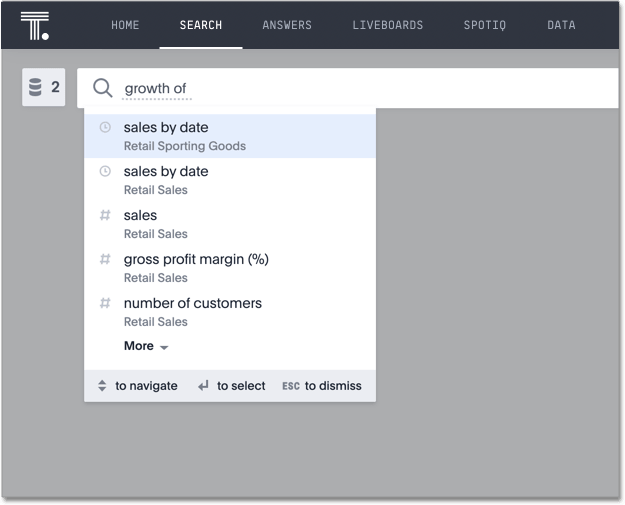 T.
HOME SEARCH ANSWERS LIVEBOARDS SPOTIQ DATA
2
growth of
sales by date
Retail Sporting Goods
sales by date
Retail Sales
# sales
Retail Sales
# gross profit margin (%)
Retail Sales
# number of customers
Retail Sales
More
to navigate to select ESC to dismiss